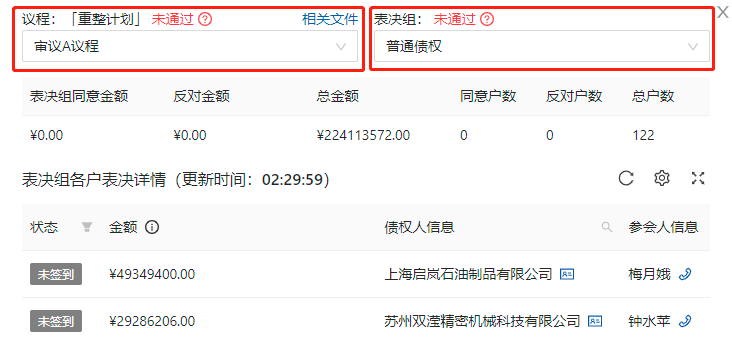 议程:「重整计划」 未通过 相关文件 表决组: 未通过
审议A议程 普通债权
表决组同意金额 反对金额 总金额 同意户数 反对户数 总户数
¥0.00 ¥0.00 ¥224113572.00 0 0 122
表决组各户表决详情（更新时间：02:29:59）
状态 金额 债权人信息 参会人信息
未签到 ¥49349400.00 上海启岚石油制品有限公司 梅月娥
未签到 ¥29286206.00 苏州双滢精密机械科技有限公司 钟水苹